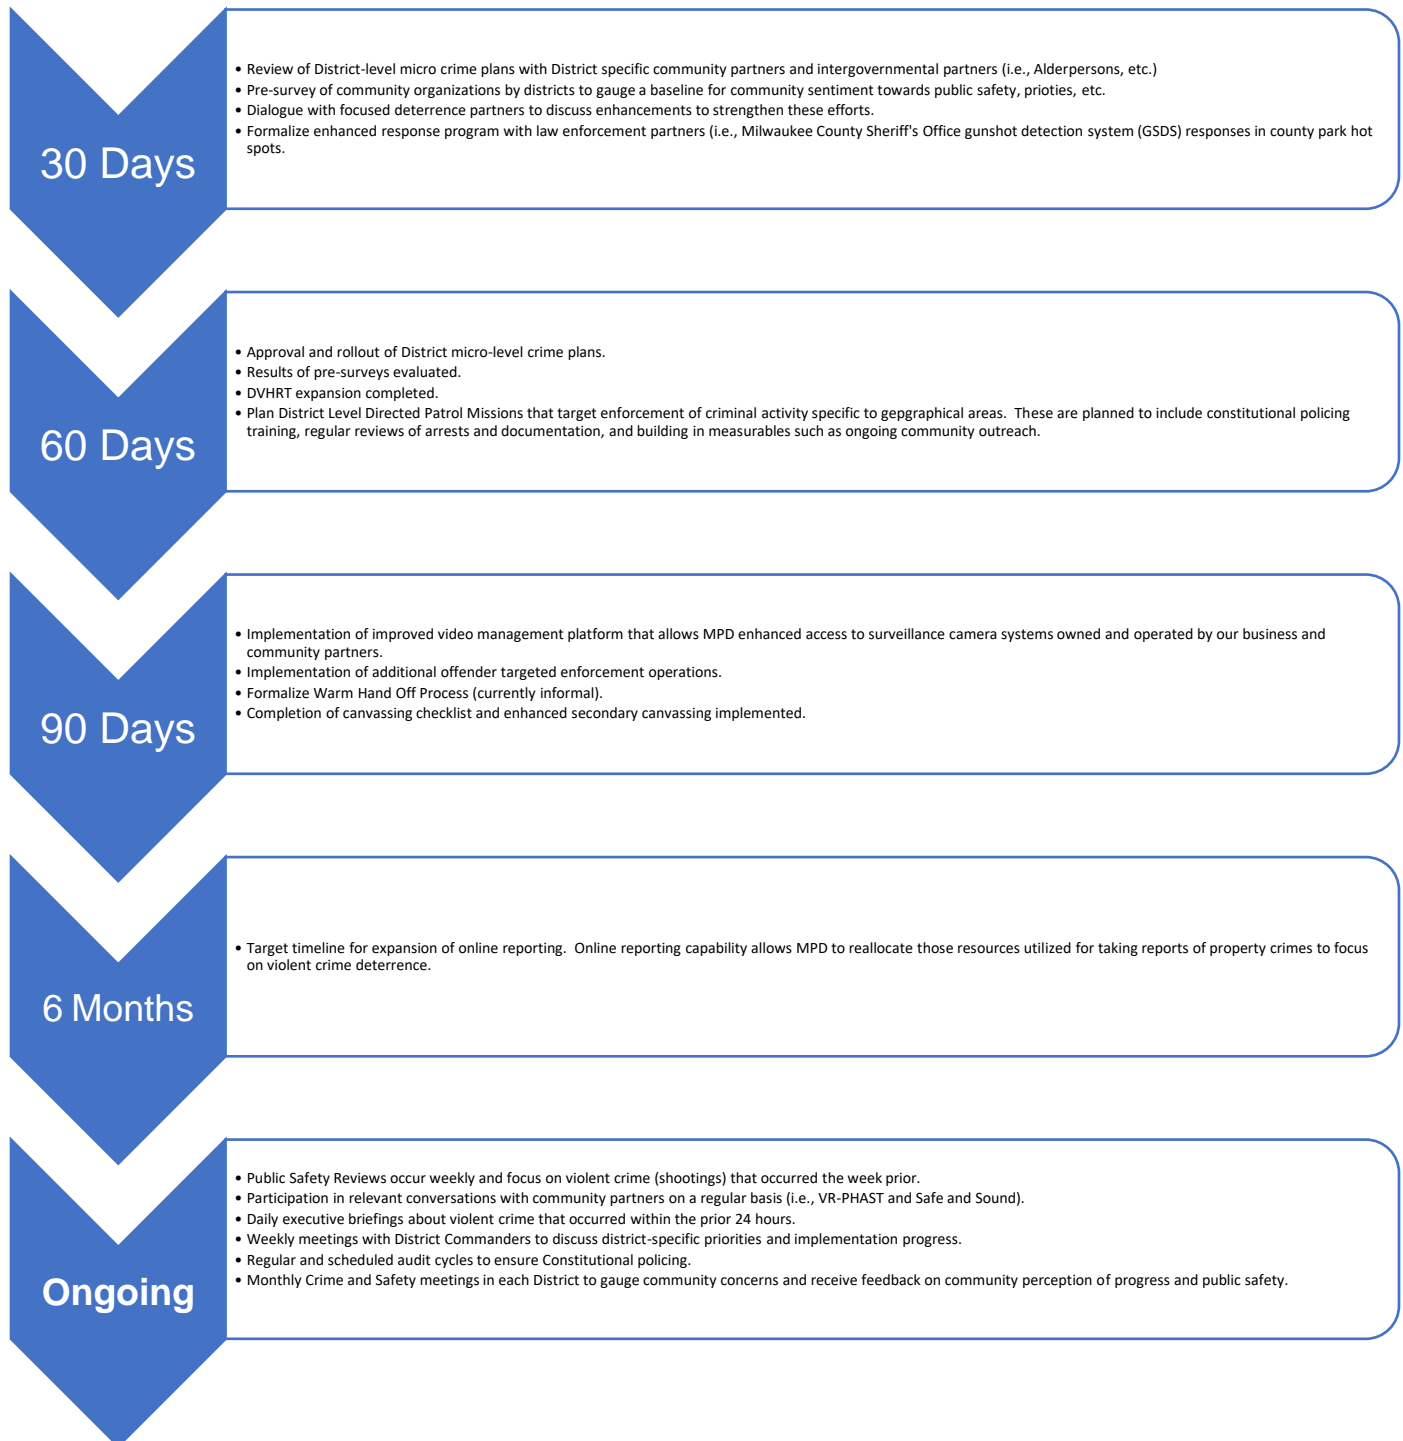 30 Days
• Review of District-level micro crime plans with District specific community partners and intergovernmental partners (i.e., Alderpersons, etc.)
• Pre-survey of community organizations by districts to gauge a baseline for community sentiment towards public safety, prioties, etc.
• Dialogue with focused deterrence partners to discuss enhancements to strengthen these efforts.
• Formalize enhanced response program with law enforcement partners (i.e., Milwaukee County Sheriff's Office gunshot detection system (GSDS) responses in county park hot
spots.
60 Days
• Approval and rollout of District micro-level crime plans.
• Results of pre-surveys evaluated.
• DVHRT expansion completed.
• Plan District Level Directed Patrol Missions that target enforcement of criminal activity specific to gepgraphical areas.  These are planned to include constitutional policing
training, regular reviews of arrests and documentation, and building in measurables such as ongoing community outreach.
90 Days
• Implementation of improved video management platform that allows MPD enhanced access to surveillance camera systems owned and operated by our business and
community partners.
• Implementation of additional offender targeted enforcement operations.
• Formalize Warm Hand Off Process (currently informal).
• Completion of canvassing checklist and enhanced secondary canvassing implemented.
6 Months
• Target timeline for expansion of online reporting.  Online reporting capability allows MPD to reallocate those resources utilized for taking reports of property crimes to focus
on violent crime deterrence.
Ongoing
• Public Safety Reviews occur weekly and focus on violent crime (shootings) that occurred the week prior.
• Participation in relevant conversations with community partners on a regular basis (i.e., VR-PHAST and Safe and Sound).
• Daily executive briefings about violent crime that occurred within the prior 24 hours.
• Weekly meetings with District Commanders to discuss district-specific priorities and implementation progress.
• Regular and scheduled audit cycles to ensure Constitutional policing.
• Monthly Crime and Safety meetings in each District to gauge community concerns and receive feedback on community perception of progress and public safety.